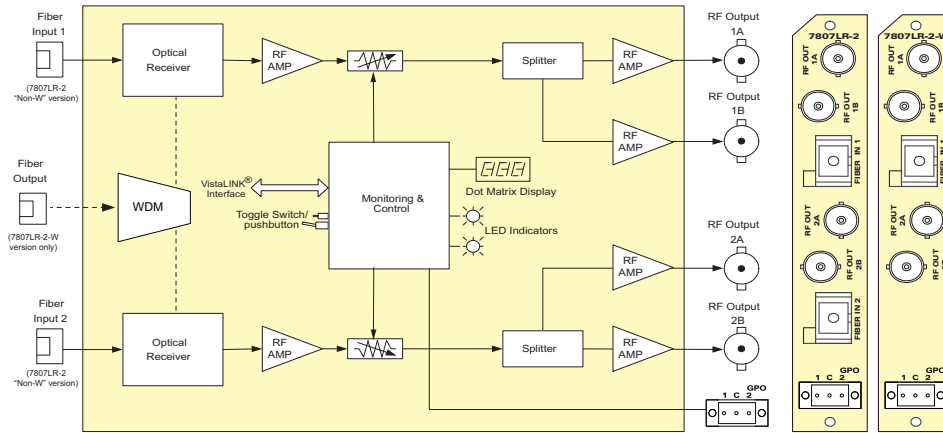 Fiber
Input 1
(7807LR-2
"Non-W" version)
Optical
Receiver
RF
AMP
Splitter
RF
AMP
RF Output
1A
RF
AMP
RF Output
1B
Fiber
Output
(7807LR-2-W
version only)
WDM
VistaLINK®
Interface
Toggle Switch/
pushbutton
Monitoring &
Control
Dot Matrix Display
LED Indicators
RF
AMP
RF Output
2A
Fiber
Input 2
(7807LR-2
"Non-W" version)
Optical
Receiver
RF
AMP
Splitter
RF
AMP
RF Output
2B
GPO
1 C 2
7807LR-2
RF OUT
1A
RF OUT
1B
FIBER IN 1
RF OUT
2A
RF OUT
2B
FIBER IN 2
GPO
1 C 2
7807LR-2-W
RF OUT
1A
RF OUT
1B
FIBER IN 1
RF OUT
2A
RF OUT
2B
GPO
1 C 2